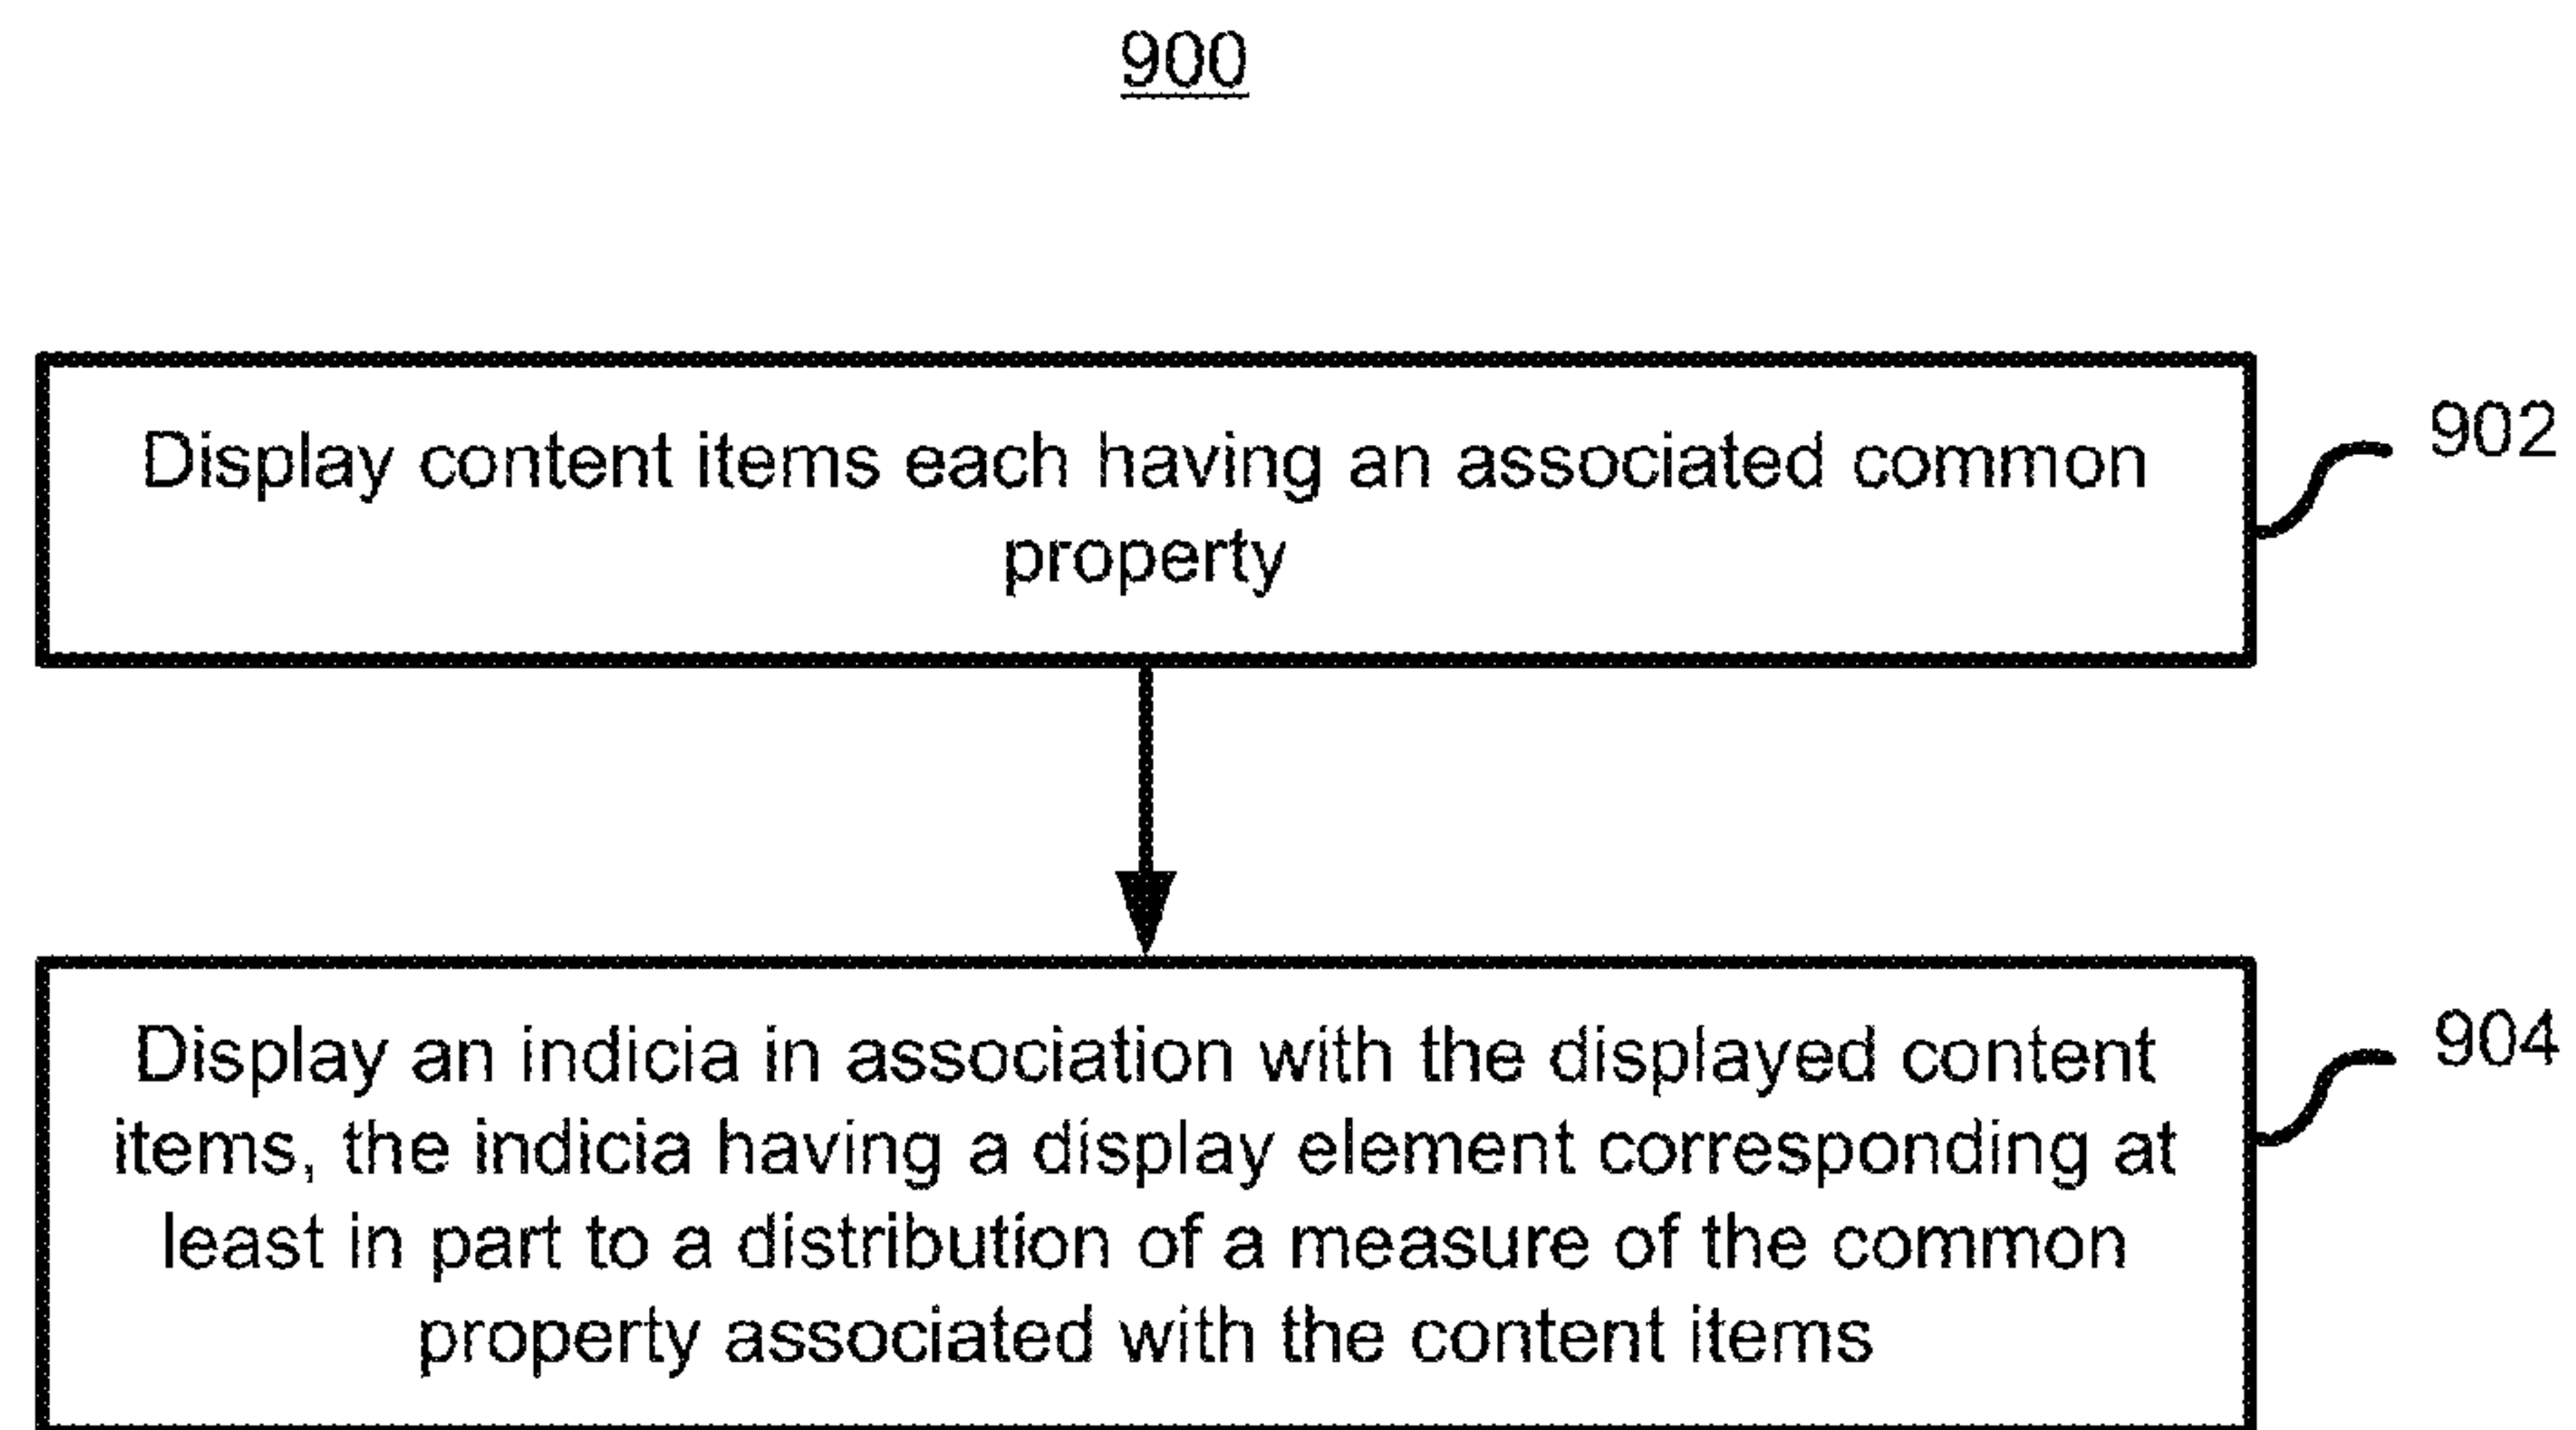 900
Display content items each having an associated common
property
902
Display an indicia in association with the displayed content
items, the indicia having a display element corresponding at
least in part to a distribution of a measure of the common
property associated with the content items
904